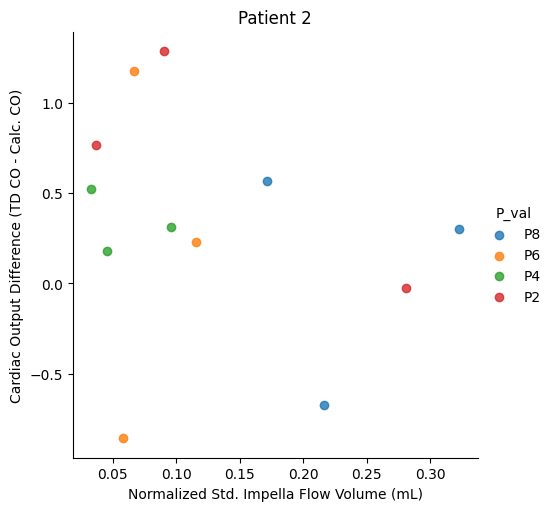 Patient 2
Cardiac Output Difference (TD CO - Calc. CO)
1.0
0.5
0.0
−0.5
0.05
0.10
0.15
0.20
0.25
0.30
Normalized Std. Impella Flow Volume (mL)
P_val
P8
P6
P4
P2